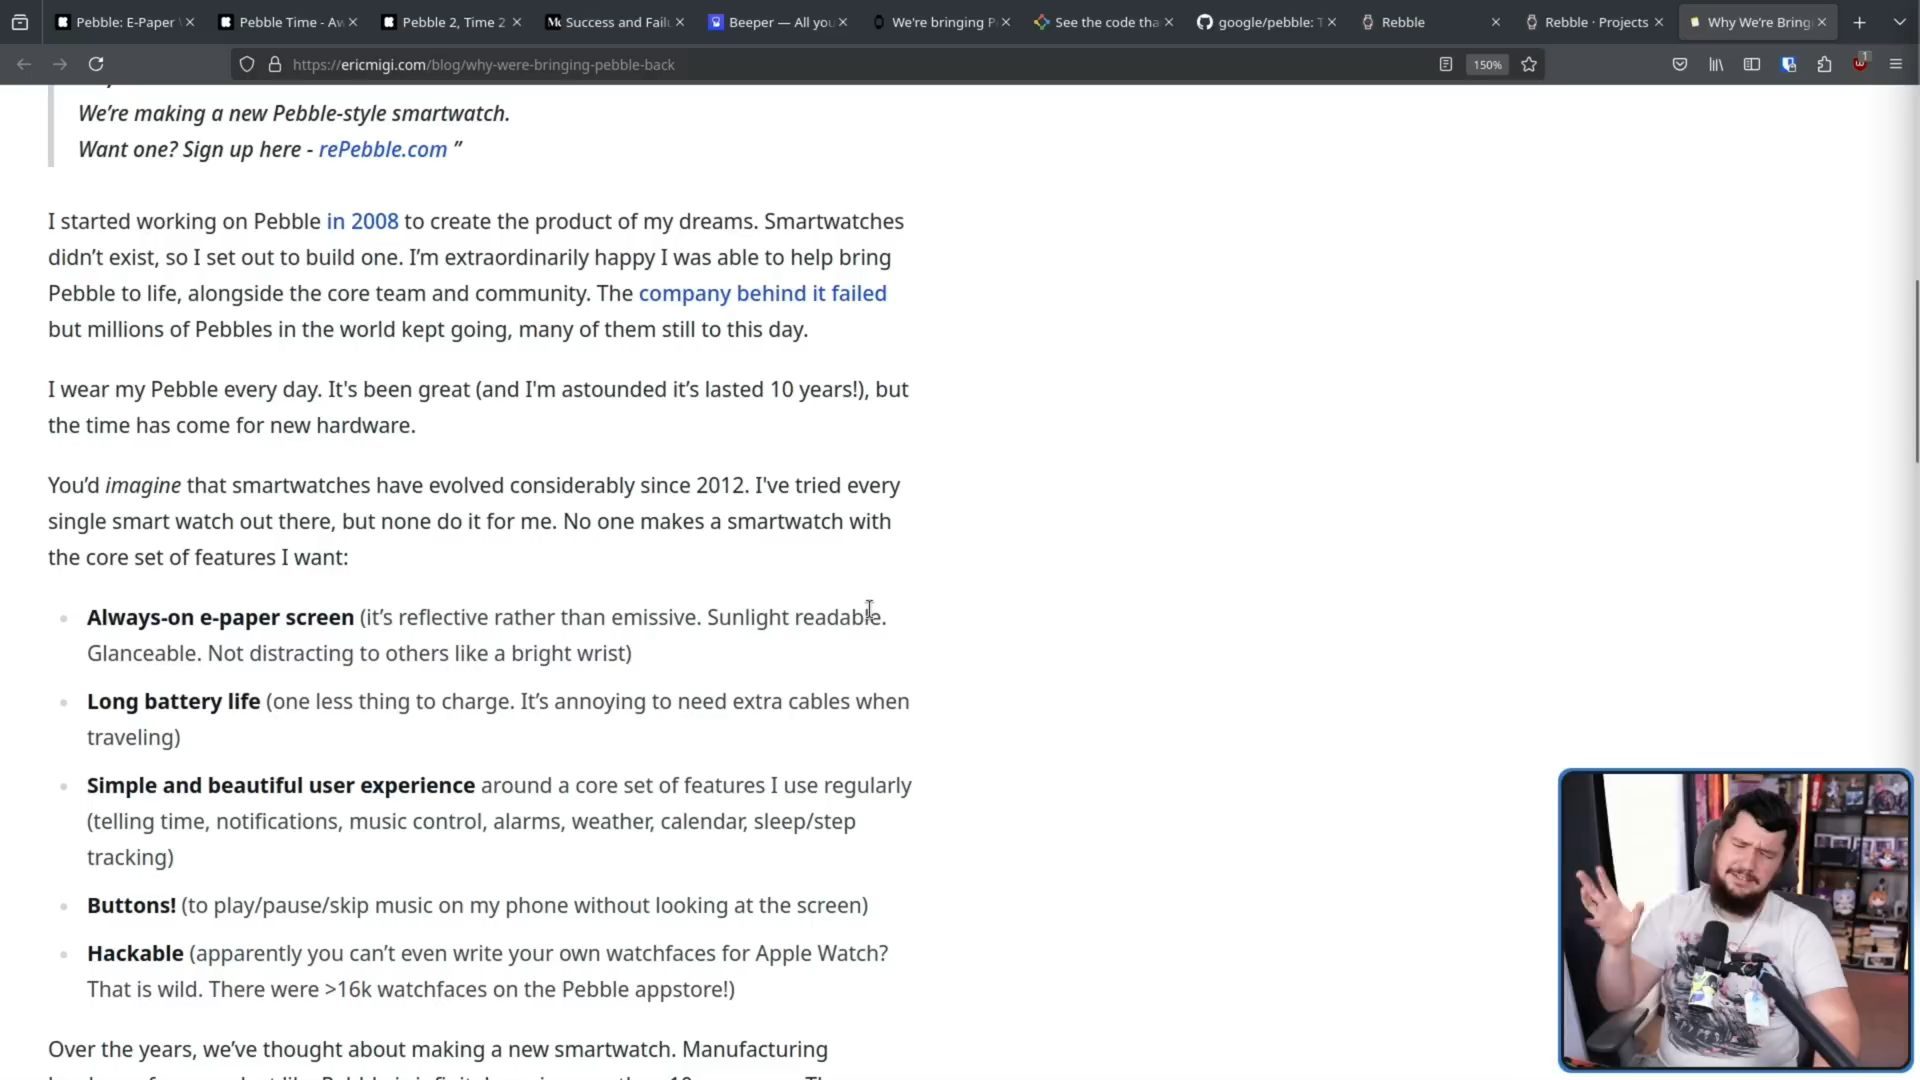 Pebble: E-Paper
Pebble Time - Aw
Pebble 2, Time 2
Success and Failu
Beeper — All you
We're bringing P
See the code tha
google/pebble: T
Rebble
Rebble · Projects
Why We're Bring
https://ericmigi.com/blog/why-were-bringing-pebble-back
150%
1
We're making a new Pebble-style smartwatch.
Want one? Sign up here - rePebble.com ”
I started working on Pebble in 2008 to create the product of my dreams. Smartwatches
didn't exist, so I set out to build one. I'm extraordinarily happy I was able to help bring
Pebble to life, alongside the core team and community. The company behind it failed
but millions of Pebbles in the world kept going, many of them still to this day.
I wear my Pebble every day. It's been great (and I'm astounded it's lasted 10 years!), but
the time has come for new hardware.
You'd imagine that smartwatches have evolved considerably since 2012. I've tried every
single smart watch out there, but none do it for me. No one makes a smartwatch with
the core set of features I want:
Always-on e-paper screen (it's reflective rather than emissive. Sunlight readable.
Glanceable. Not distracting to others like a bright wrist)
Long battery life (one less thing to charge. It's annoying to need extra cables when
traveling)
Simple and beautiful user experience around a core set of features I use regularly
(telling time, notifications, music control, alarms, weather, calendar, sleep/step
tracking)
Buttons! (to play/pause/skip music on my phone without looking at the screen)
Hackable (apparently you can't even write your own watchfaces for Apple Watch?
That is wild. There were >16k watchfaces on the Pebble appstore!)
Over the years, we've thought about making a new smartwatch. Manufacturing